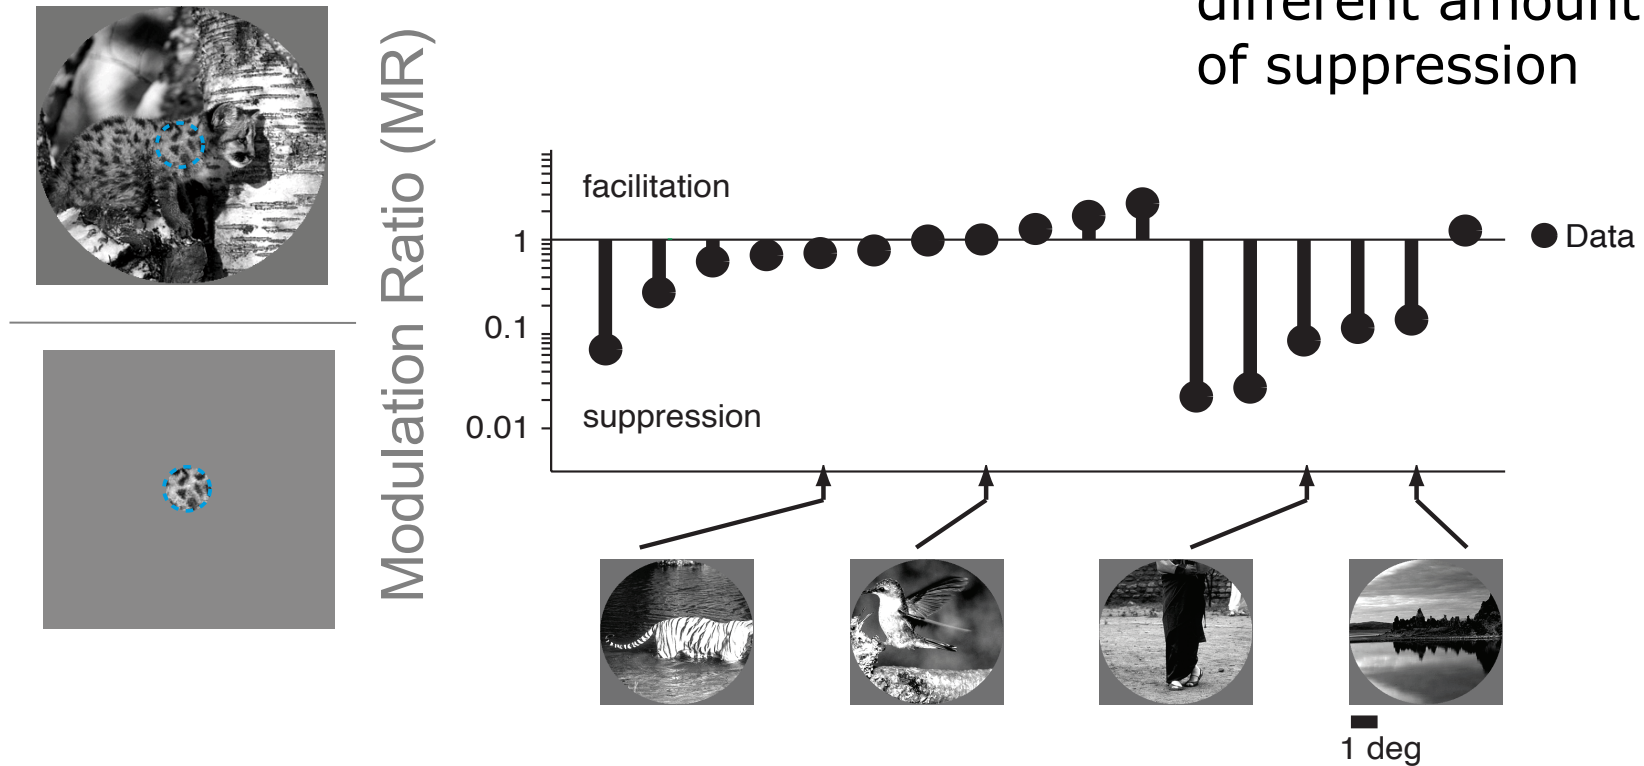 different amount
of suppression
Modulation Ratio (MR)
facilitation
1
0.1
0.01
suppression
Data
1 deg